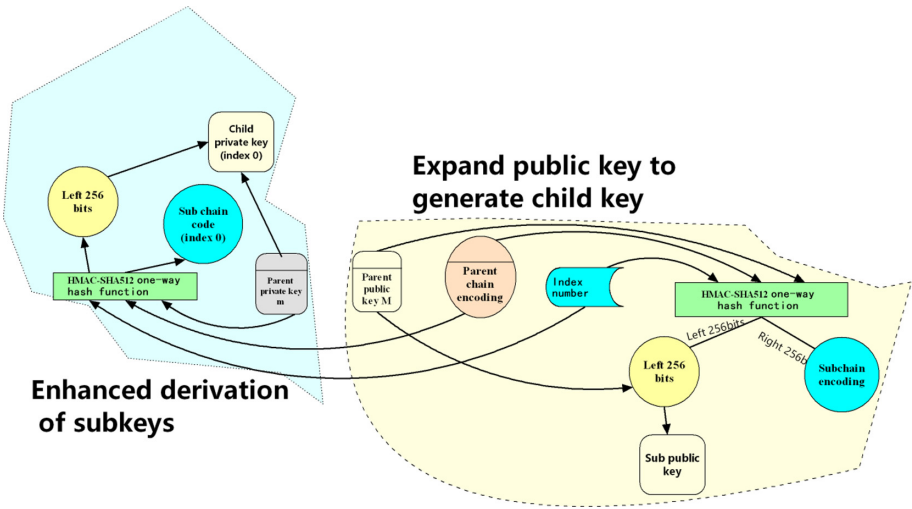 Child
private key
(index 0)
Left 256
bits
Sub chain
code
(index 0)
HMAC-SHA512 one-way
hash function
Parent
private key
m
Enhanced derivation
of subkeys
Expand public key to
generate child key
Parent
public
key M
Parent
chain
encoding
Index
number
HMAC-SHA512 one-way
hash function
Left 256bits
Right 256b
Left 256
bits
Subchain
encoding
Sub public
key